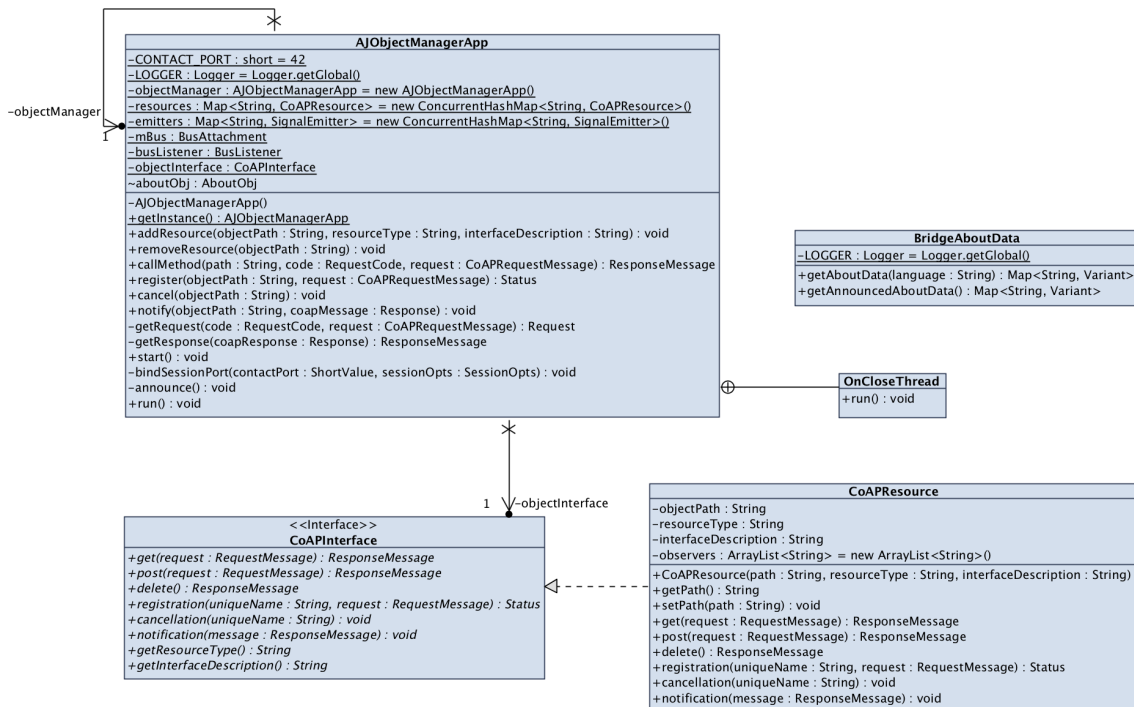 AJObjectManagerApp
-CONTACT_PORT : short = 42
-LOGGER : Logger = Logger.getGlobal()
-objectManager : AJObjectManagerApp = new AJObjectManagerApp()
-resources : Map<String, CoAPResource> = new ConcurrentHashMap<String, CoAPResource>()
-emitters : Map<String, SignalEmitter> = new ConcurrentHashMap<String, SignalEmitter>()
-mBus : BusAttachment
-busListener : BusListener
-objectInterface : CoAPInterface
~aboutObj : AboutObj
-AJObjectManagerApp()
+getInstance() : AJObjectManagerApp
+addResource(objectPath : String, resourceType : String, interfaceDescription : String) : void
+removeResource(objectPath : String) : void
+callMethod(path : String, code : RequestCode, request : CoAPRequestMessage) : ResponseMessage
+register(objectPath : String, request : CoAPRequestMessage) : Status
+cancel(objectPath : String) : void
+notify(objectPath : String, coapMessage : Response) : void
-getRequest(code : RequestCode, request : CoAPRequestMessage) : Request
-getResponse(coapResponse : Response) : ResponseMessage
+start() : void
-bindSessionPort(contactPort : ShortValue, sessionOpts : SessionOpts) : void
-announce() : void
+run() : void
-objectManager
1
BridgeAboutData
-LOGGER : Logger = Logger.getGlobal()
+getAboutData(language : String) : Map<String, Variant>
+getAnnouncedAboutData() : Map<String, Variant>
OnCloseThread
+run() : void
1
-objectInterface
<<Interface>>
CoAPInterface
+get(request : RequestMessage) : ResponseMessage
+post(request : RequestMessage) : ResponseMessage
+delete() : ResponseMessage
+registration(uniqueName : String, request : RequestMessage) : Status
+cancellation(uniqueName : String) : void
+notification(message : ResponseMessage) : void
+getResourceType() : String
+getInterfaceDescription() : String
CoAPResource
-objectPath : String
-resourceType : String
-interfaceDescription : String
-observers : ArrayList<String> = new ArrayList<String>()
+CoAPResource(path : String, resourceType : String, interfaceDescription : String)
+getPath() : String
+setPath(path : String) : void
+get(request : RequestMessage) : ResponseMessage
+post(request : RequestMessage) : ResponseMessage
+delete() : ResponseMessage
+registration(uniqueName : String, request : RequestMessage) : Status
+cancellation(uniqueName : String) : void
+notification(message : ResponseMessage) : void